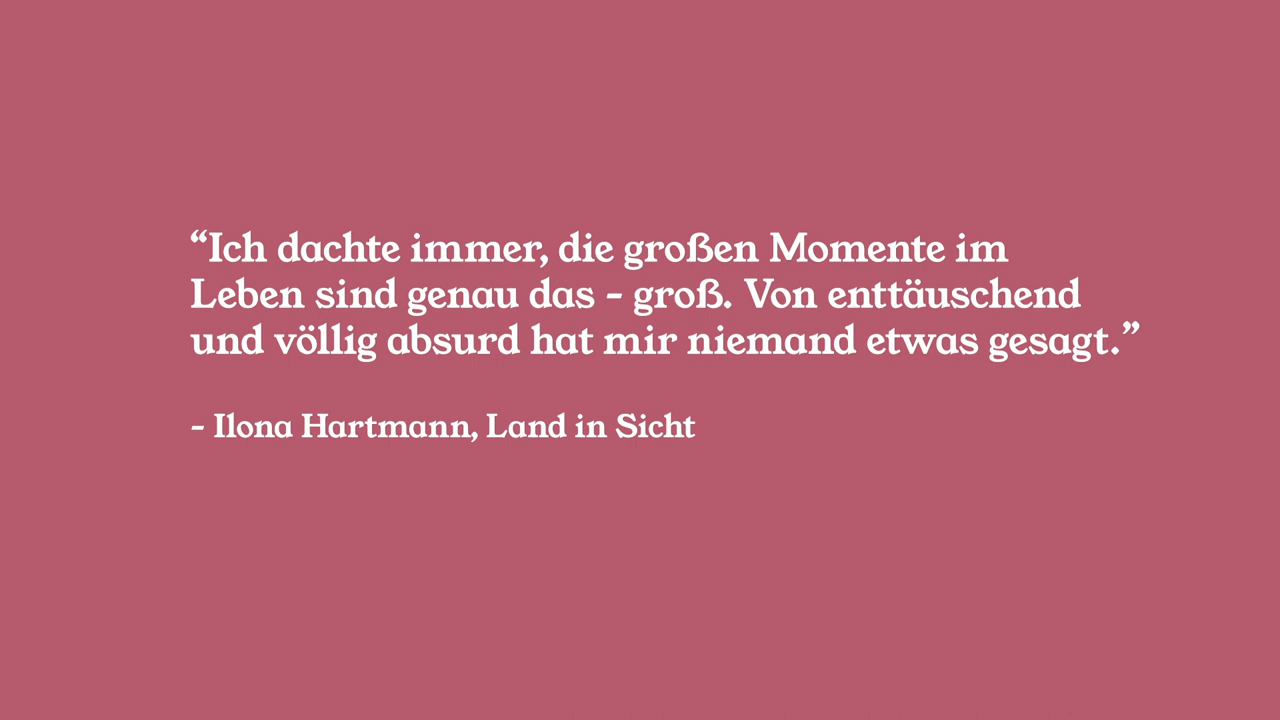 “Ich dachte immer, die großen Momente im
Leben sind genau das - groß. Von enttäuschend
und völlig absurd hat mir niemand etwas gesagt.”
- Ilona Hartmann, Land in Sicht